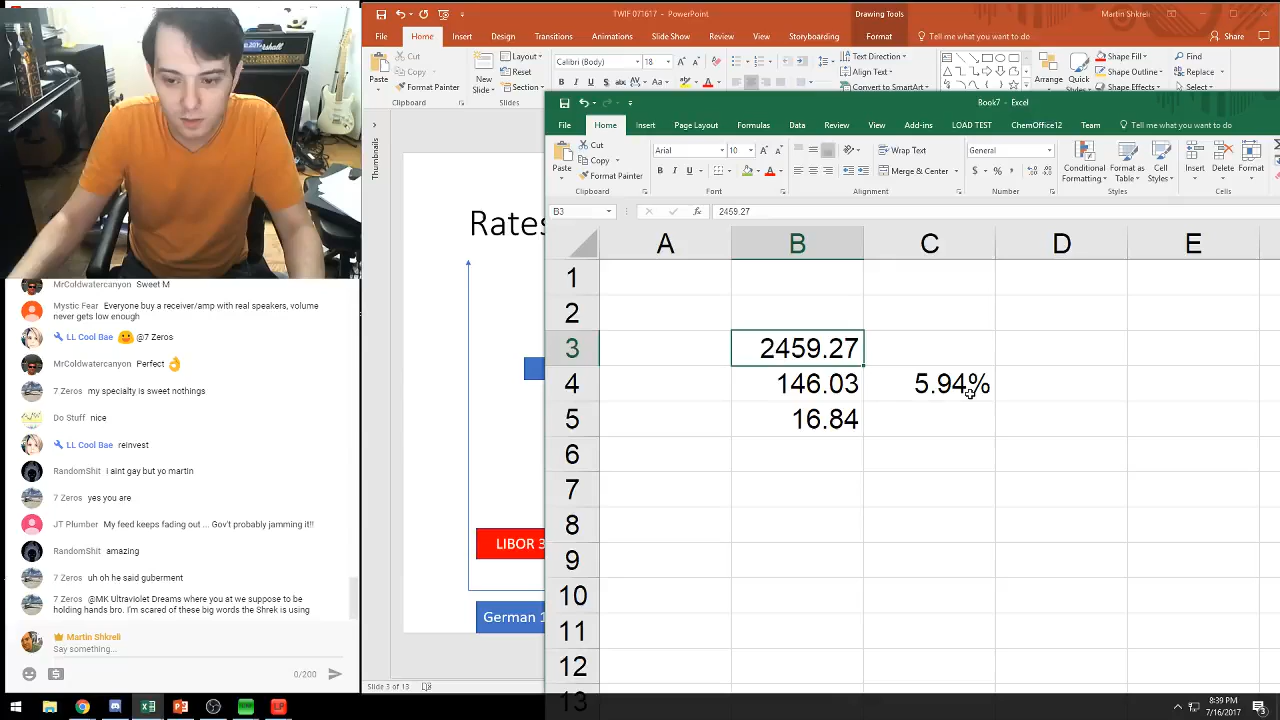 Marshall
MrColdwatercanyon Sweet M
Mystic Fear Everyone buy a receiver/amp with real speakers, volume
never gets low enough
LL Cool Bae @7 Zeros
MrColdwatercanyon Perfect 👌
7 Zeros my specialty is sweet nothings
Do Stuff nice
LL Cool Bae reinvest
RandomShit i aint gay but yo martin
7 Zeros yes you are
JT Plumber My feed keeps fading out ... Gov't probably jamming it!!
RandomShit amazing
7 Zeros uh oh he said guberment
7 Zeros @MK Ultraviolet Dreams where you at we suppose to be
holding hands bro. I'm scared of these big words the Shrek is using
Martin Shkreli
Say something...
0/200
TWIF 071617 - PowerPoint
Drawing Tools
Martin Shkreli
File Home Insert Design Transitions Animations Slide Show Review View Storyboarding Format Tell me what you want to do... Share
Paste
Cut
Copy
Format Painter
Clipboard
New
Slide
Layout
Reset
Section
Slides
Calibri (Body) 18
Text Direction
Align Text
Convert to SmartArt
Arrange
Quick
Shape Fill
Shape Outline
Shape Effects
Find
Replace
Select
Thumbnails
Rates
LIBOR 3
German 1
Slide 3 of 13
Book7 - Excel
File Home Insert Page Layout Formulas Data Review View Add-ins LOAD TEST ChemOffice12 Team Tell me what you want to do
Paste
Cut
Copy
Format Painter
Clipboard
Arial 10
B I U
Font
Wrap Text
Merge & Center
Alignment
General
$ % ,
Number
Conditional
Formatting
Format as
Table
Cell
Styles
Styles
Insert Delete Format
Cells
B3
fx
2459.27
A B C D E
1
2
3 2459.27
4 146.03 5.94%
5 16.84
6
7
8
9
10
11
12
13
8:39 PM
7/16/2017